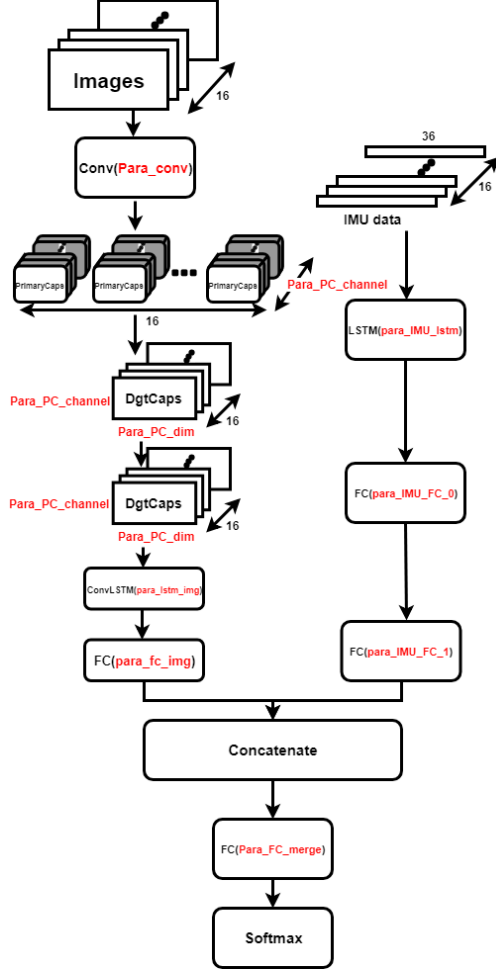 Images
16
Conv(Para_conv)
36
16
IMU data
PrimaryCaps PrimaryCaps PrimaryCaps
Para_PC_channel
16
LSTM(para_IMU_lstm)
DgtCaps
Para_PC_channel
16
Para_PC_dim
DgtCaps
Para_PC_channel
16
Para_PC_dim
FC(para_IMU_FC_0)
ConvLSTM(para_lstm_img)
FC(para_fc_img)
FC(para_IMU_FC_1)
Concatenate
FC(Para_FC_merge)
Softmax